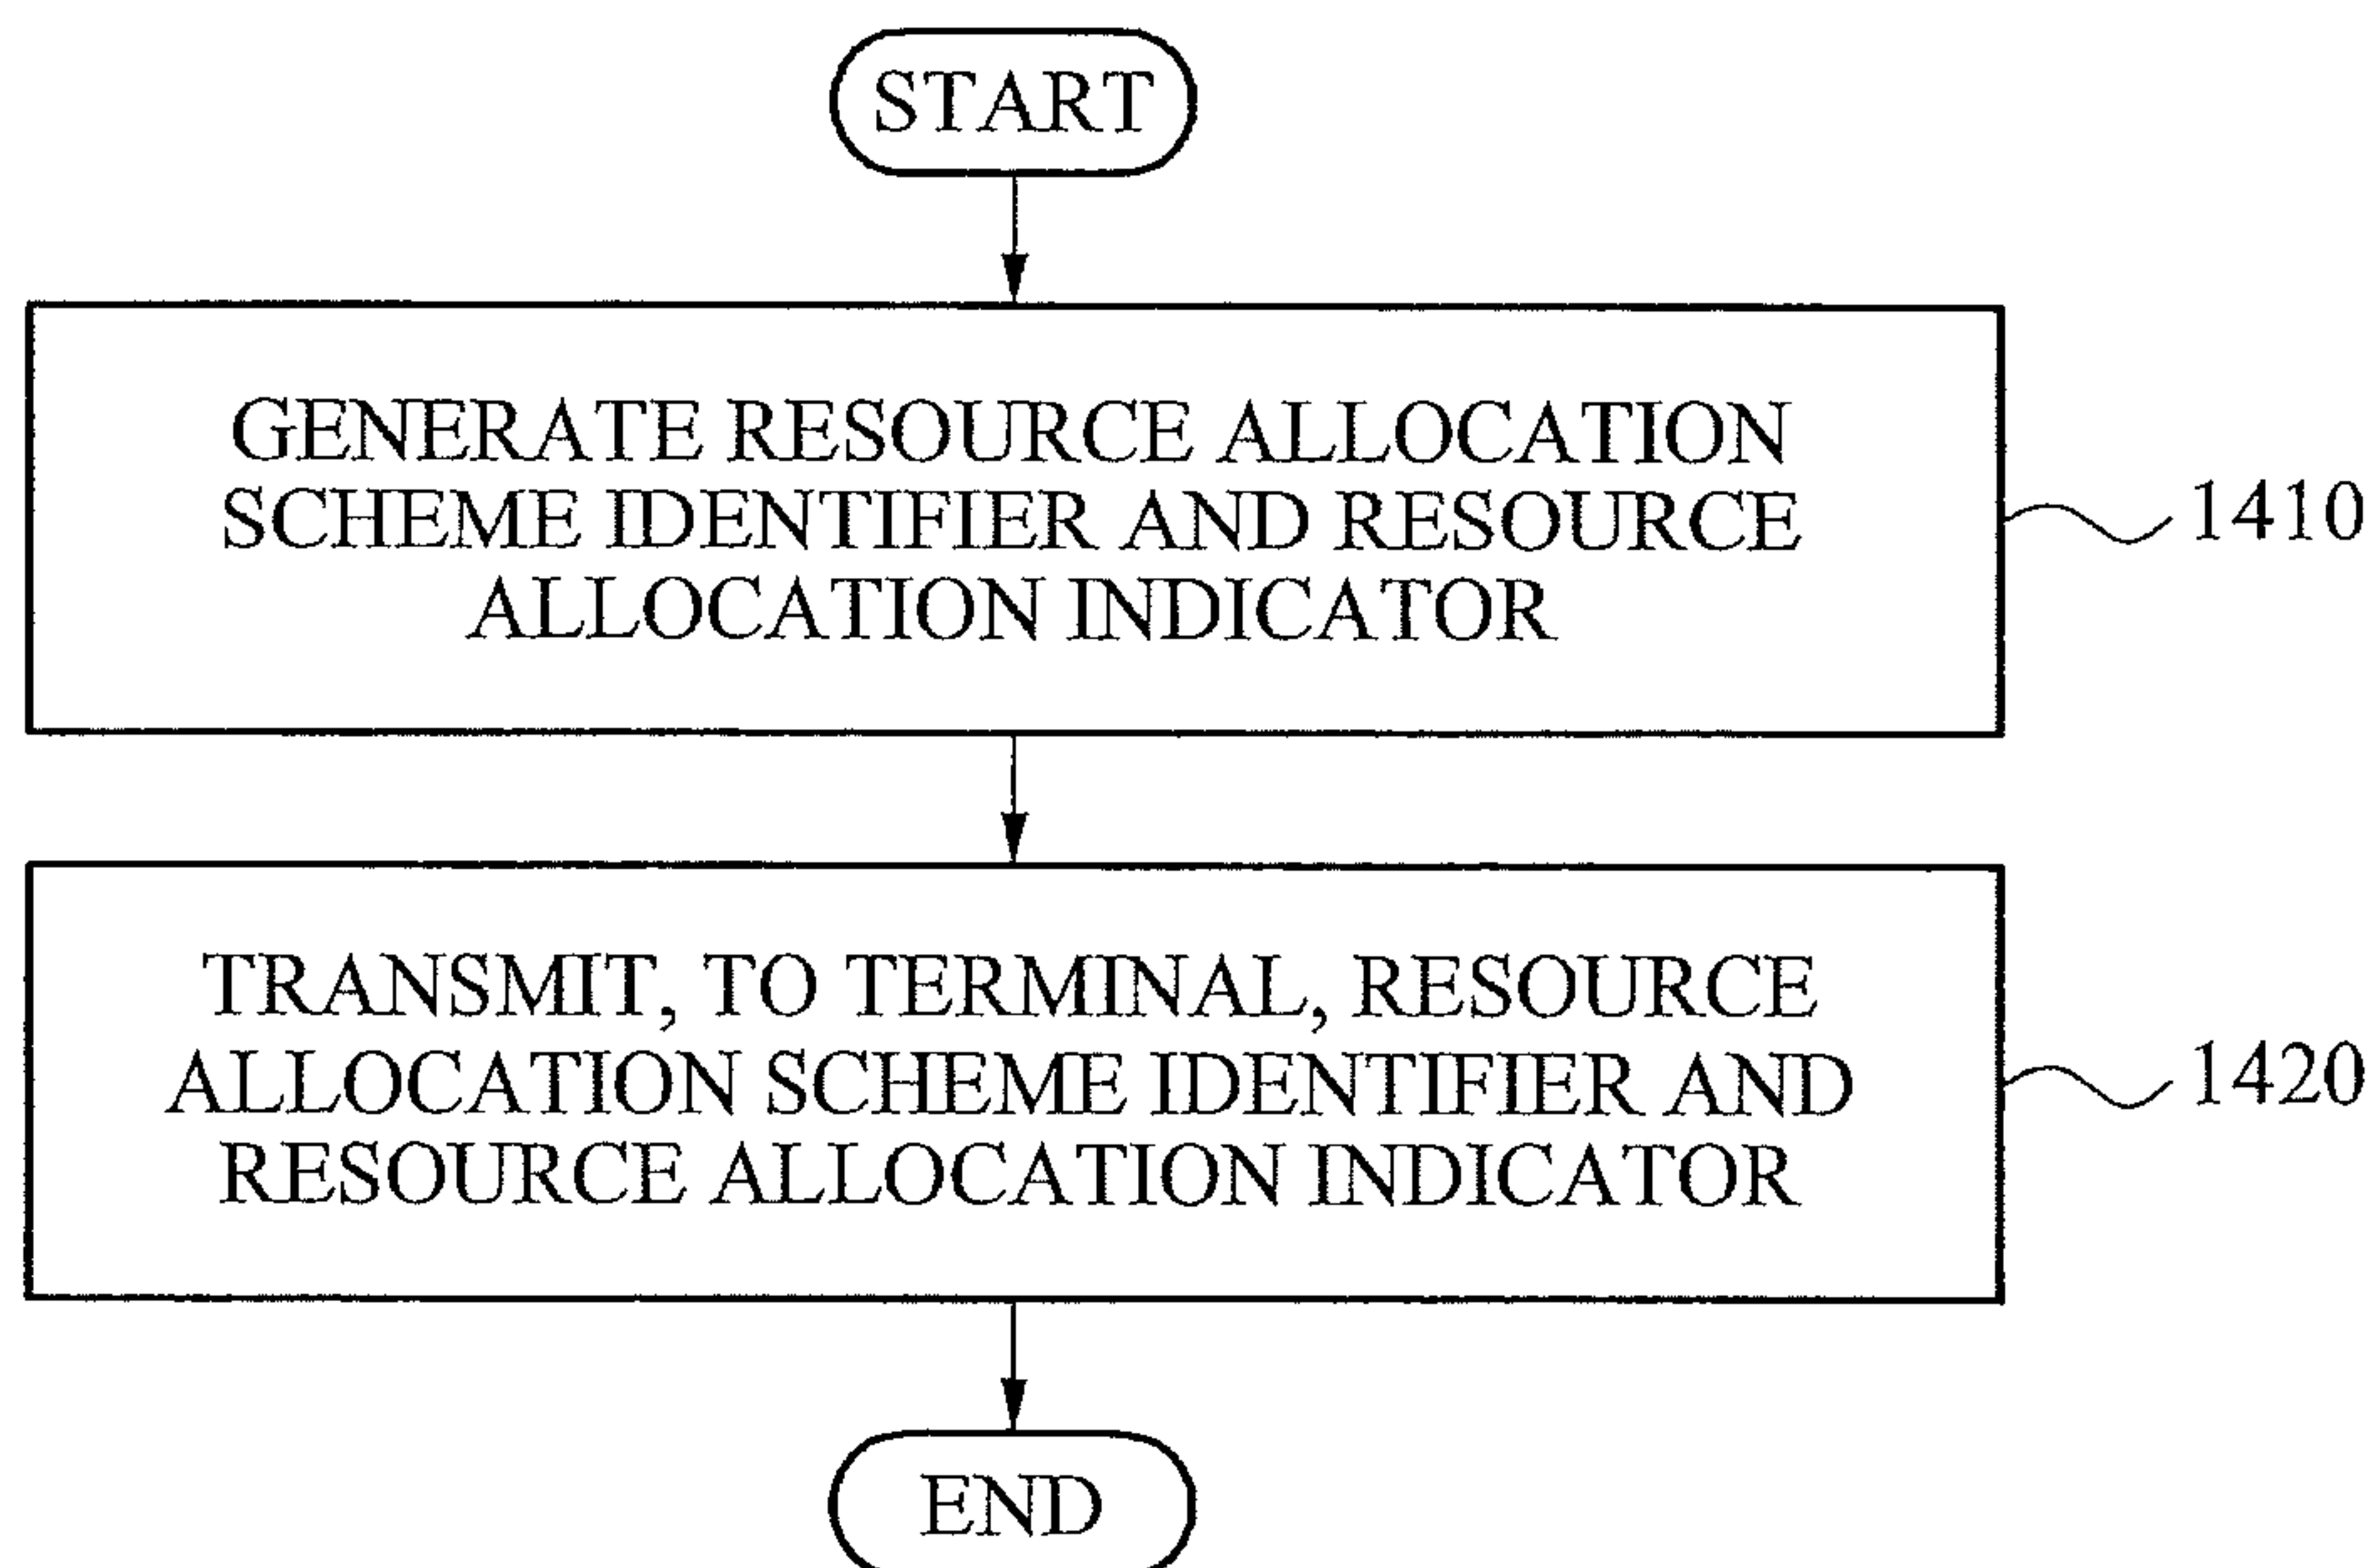 START
GENERATE RESOURCE ALLOCATION
SCHEME IDENTIFIER AND RESOURCE
ALLOCATION INDICATOR
1410
TRANSMIT, TO TERMINAL, RESOURCE
ALLOCATION SCHEME IDENTIFIER AND
RESOURCE ALLOCATION INDICATOR
1420
END